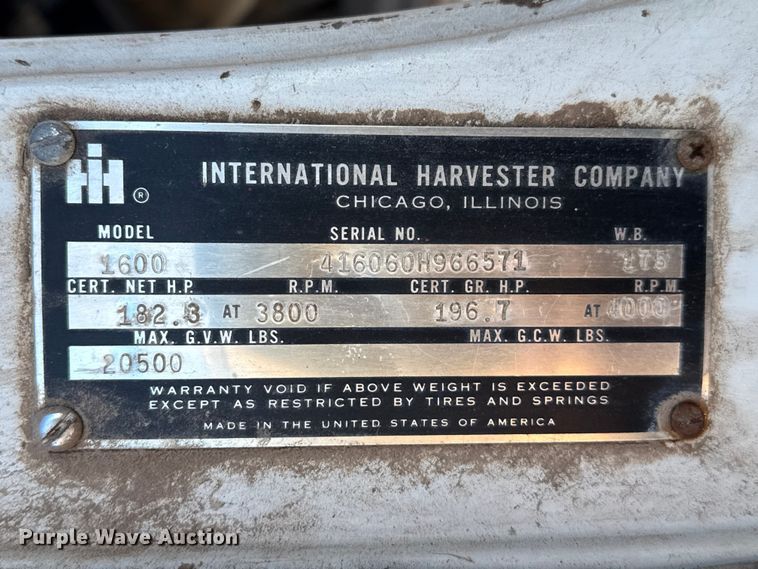 IH ®
INTERNATIONAL HARVESTER COMPANY
CHICAGO, ILLINOIS
MODEL SERIAL NO. W.B.
1600 416060H966571 175
CERT. NET H.P. R.P.M. CERT. GR. H.P. R.P.M.
182.3 AT 3800 196.7 AT 4000
MAX. G.V.W. LBS. MAX. G.C.W. LBS.
20500
WARRANTY VOID IF ABOVE WEIGHT IS EXCEEDED
EXCEPT AS RESTRICTED BY TIRES AND SPRINGS
MADE IN THE UNITED STATES OF AMERICA
Purple Wave Auction